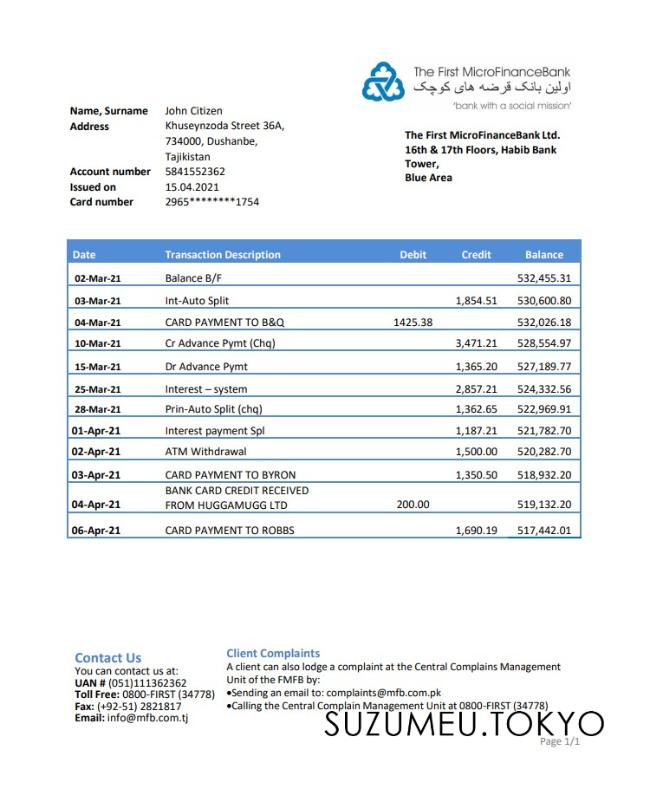 The First MicroFinanceBank
اولین بانک قرضه های کوچک
'bank with a social mission'
Name, Surname John Citizen
Address Khuseynzoda Street 36A,
734000, Dushanbe,
Tajikistan
Account number 5841552362
Issued on 15.04.2021
Card number 2965********1754
The First MicroFinanceBank Ltd.
16th & 17th Floors, Habib Bank
Tower,
Blue Area
Date Transaction Description Debit Credit Balance
02-Mar-21 Balance B/F 532,455.31
03-Mar-21 Int-Auto Split 1,854.51 530,600.80
04-Mar-21 CARD PAYMENT TO B&Q 1425.38 532,026.18
10-Mar-21 Cr Advance Pymt (Chq) 3,471.21 528,554.97
15-Mar-21 Dr Advance Pymt 1,365.20 527,189.77
25-Mar-21 Interest – system 2,857.21 524,332.56
28-Mar-21 Prin-Auto Split (chq) 1,362.65 522,969.91
01-Apr-21 Interest payment Spl 1,187.21 521,782.70
02-Apr-21 ATM Withdrawal 1,500.00 520,282.70
03-Apr-21 CARD PAYMENT TO BYRON 1,350.50 518,932.20
BANK CARD CREDIT RECEIVED
04-Apr-21 FROM HUGGAMUGG LTD 200.00 519,132.20
06-Apr-21 CARD PAYMENT TO ROBBS 1,690.19 517,442.01
Contact Us
You can contact us at:
UAN # (051)111362362
Toll Free: 0800-FIRST (34778)
Fax: (+92-51) 2821817
Email: info@mfb.com.tj
Client Complaints
A client can also lodge a complaint at the Central Complains Management
Unit of the FMFB by:
•Sending an email to: complaints@mfb.com.pk
•Calling the Central Complain Management Unit at 0800-FIRST (34778)
SUZUMEU.TOKYO
Page 1/1